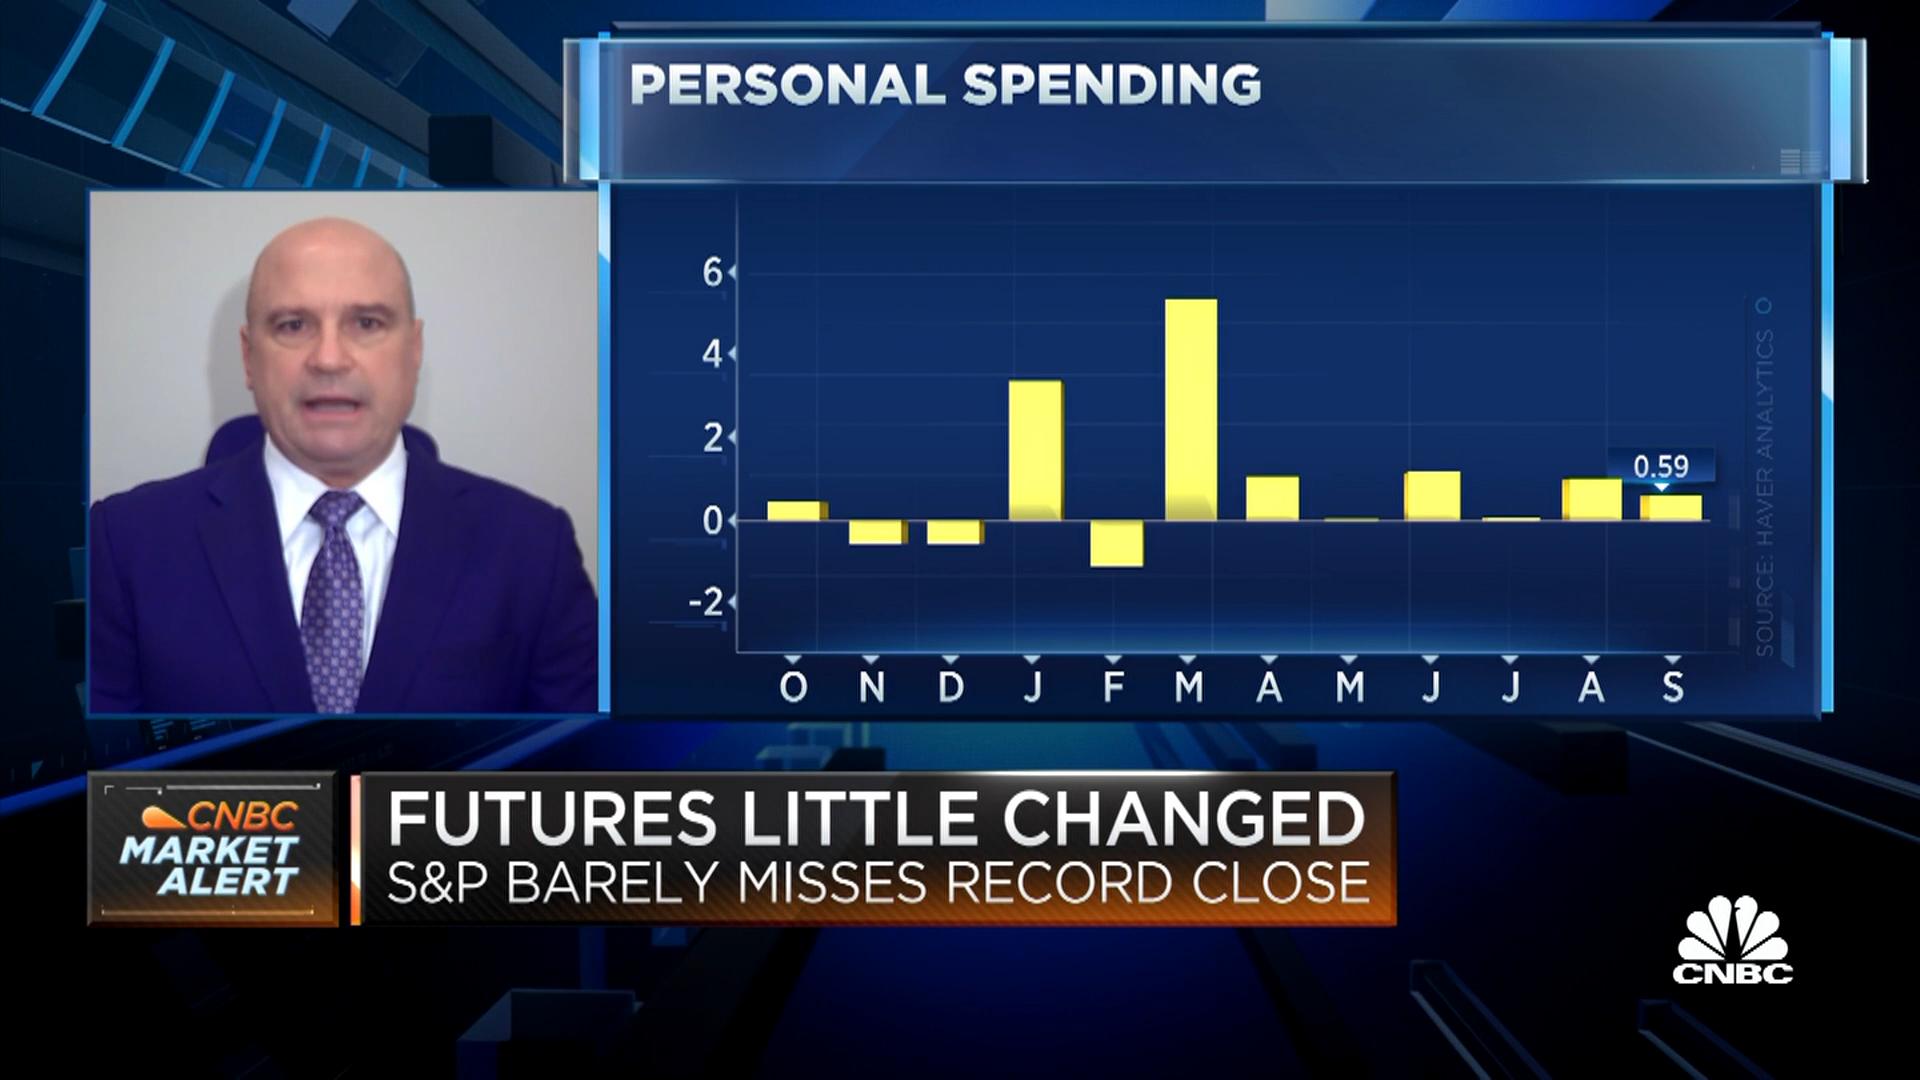 PERSONAL SPENDING
6
4
2
0
-2
0.59
O N D J F M A M J J A S
SOURCE: HAVER ANALYTICS
CNBC
MARKET
ALERT
FUTURES LITTLE CHANGED
S&P BARELY MISSES RECORD CLOSE
CNBC